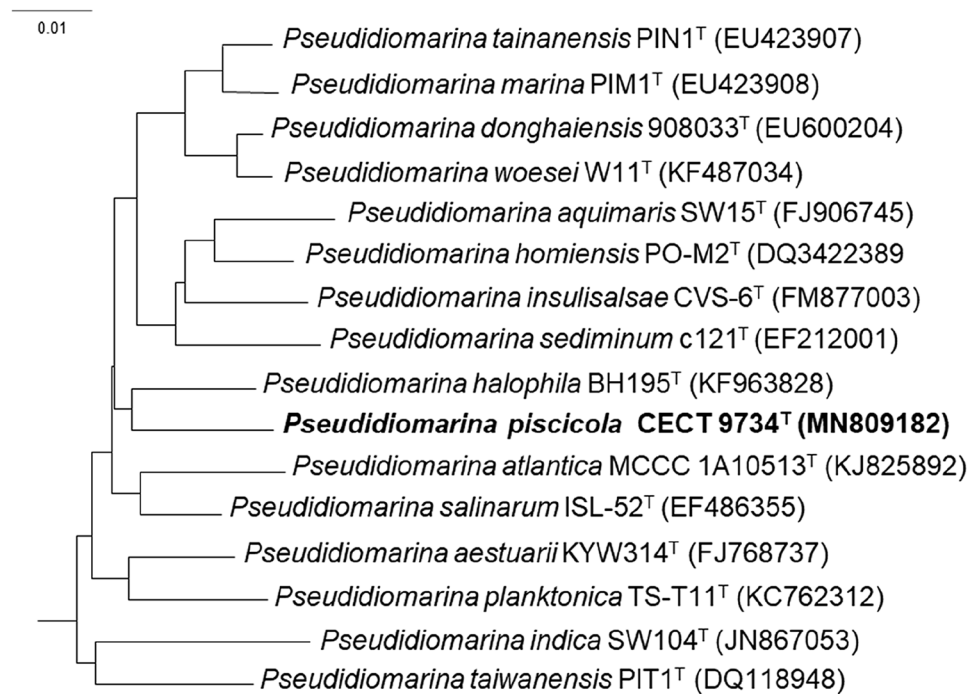 0.01
Pseudidiomarina tainanensis PIN1ᵀ (EU423907)
Pseudidiomarina marina PIM1ᵀ (EU423908)
Pseudidiomarina donghaiensis 908033ᵀ (EU600204)
Pseudidiomarina woesei W11ᵀ (KF487034)
Pseudidiomarina aquimaris SW15ᵀ (FJ906745)
Pseudidiomarina homiensis PO-M2ᵀ (DQ3422389
Pseudidiomarina insulisalsae CVS-6ᵀ (FM877003)
Pseudidiomarina sediminum c121ᵀ (EF212001)
Pseudidiomarina halophila BH195ᵀ (KF963828)
Pseudidiomarina piscicola CECT 9734ᵀ (MN809182)
Pseudidiomarina atlantica MCCC 1A10513ᵀ (KJ825892)
Pseudidiomarina salinarum ISL-52ᵀ (EF486355)
Pseudidiomarina aestuarii KYW314ᵀ (FJ768737)
Pseudidiomarina planktonica TS-T11ᵀ (KC762312)
Pseudidiomarina indica SW104ᵀ (JN867053)
Pseudidiomarina taiwanensis PIT1ᵀ (DQ118948)